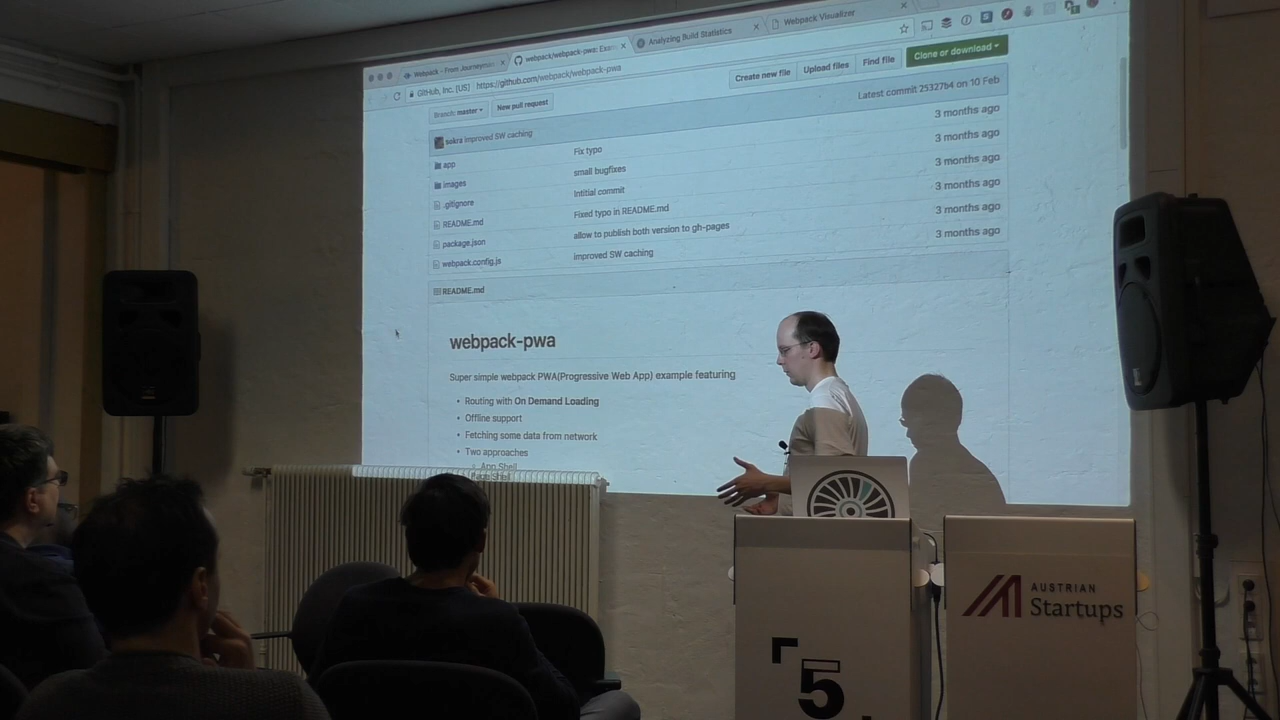 Webpack - From Journeyman
webpack/webpack-pwa: Exam
Analyzing Build Statistics
Webpack Visualizer
GitHub, Inc. [US] https://github.com/webpack/webpack-pwa
Branch: master
New pull request
Create new file
Upload files
Find file
Clone or download
sokra improved SW caching
Latest commit 25327b4 on 10 Feb
app Fix typo 3 months ago
images small bugfixes 3 months ago
.gitignore Intitial commit 3 months ago
README.md Fixed typo in README.md 3 months ago
package.json allow to publish both version to gh-pages 3 months ago
webpack.config.js improved SW caching 3 months ago
README.md
webpack-pwa
Super simple webpack PWA(Progressive Web App) example featuring
• Routing with On Demand Loading
• Offline support
• Fetching some data from network
• Two approaches
App Shell
AUSTRIAN
Startups
5